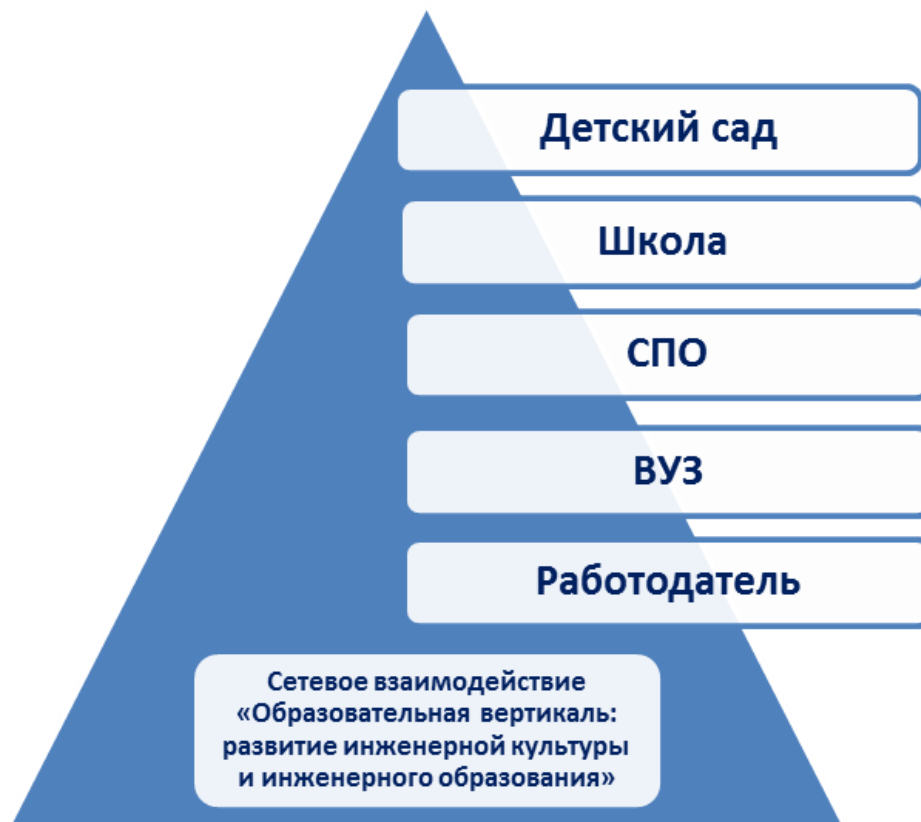 Детский сад
Школа
СПО
ВУЗ
Работодатель
Сетевое взаимодействие
«Образовательная вертикаль:
развитие инженерной культуры
и инженерного образования»